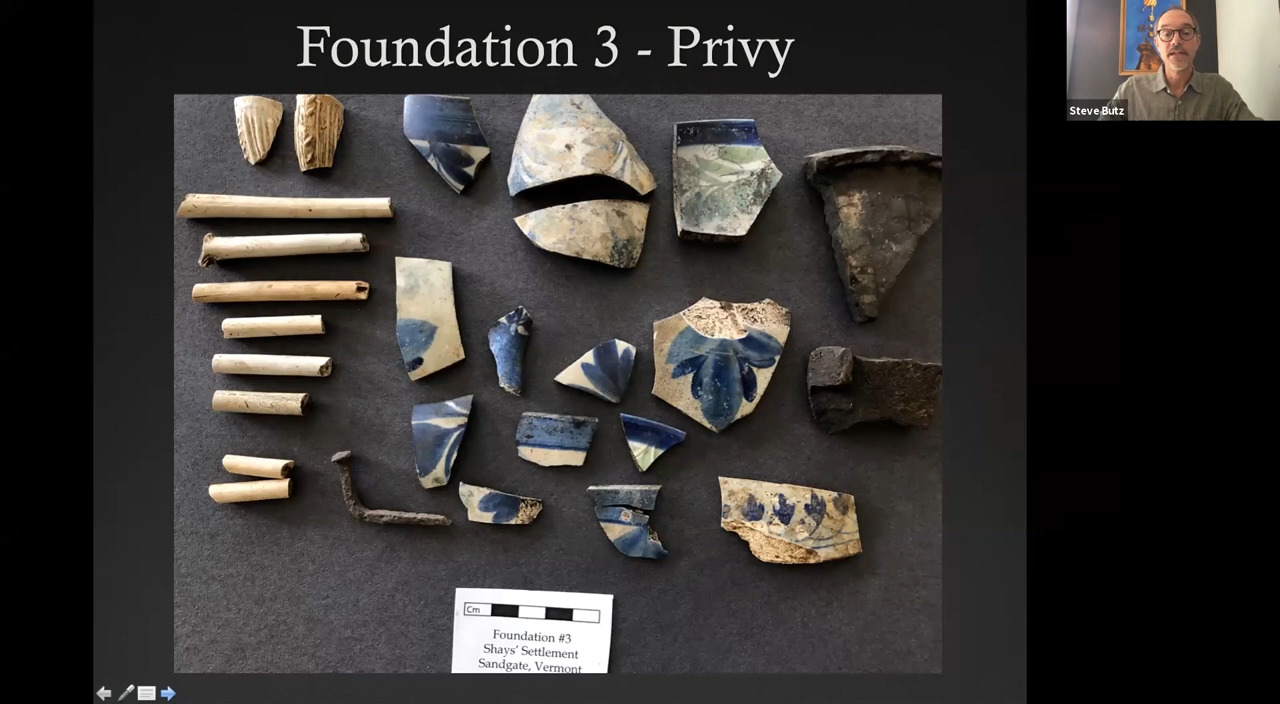 Foundation 3 - Privy
Steve Butz
Cm
Foundation #3
Shays' Settlement
Sandgate, Vermont